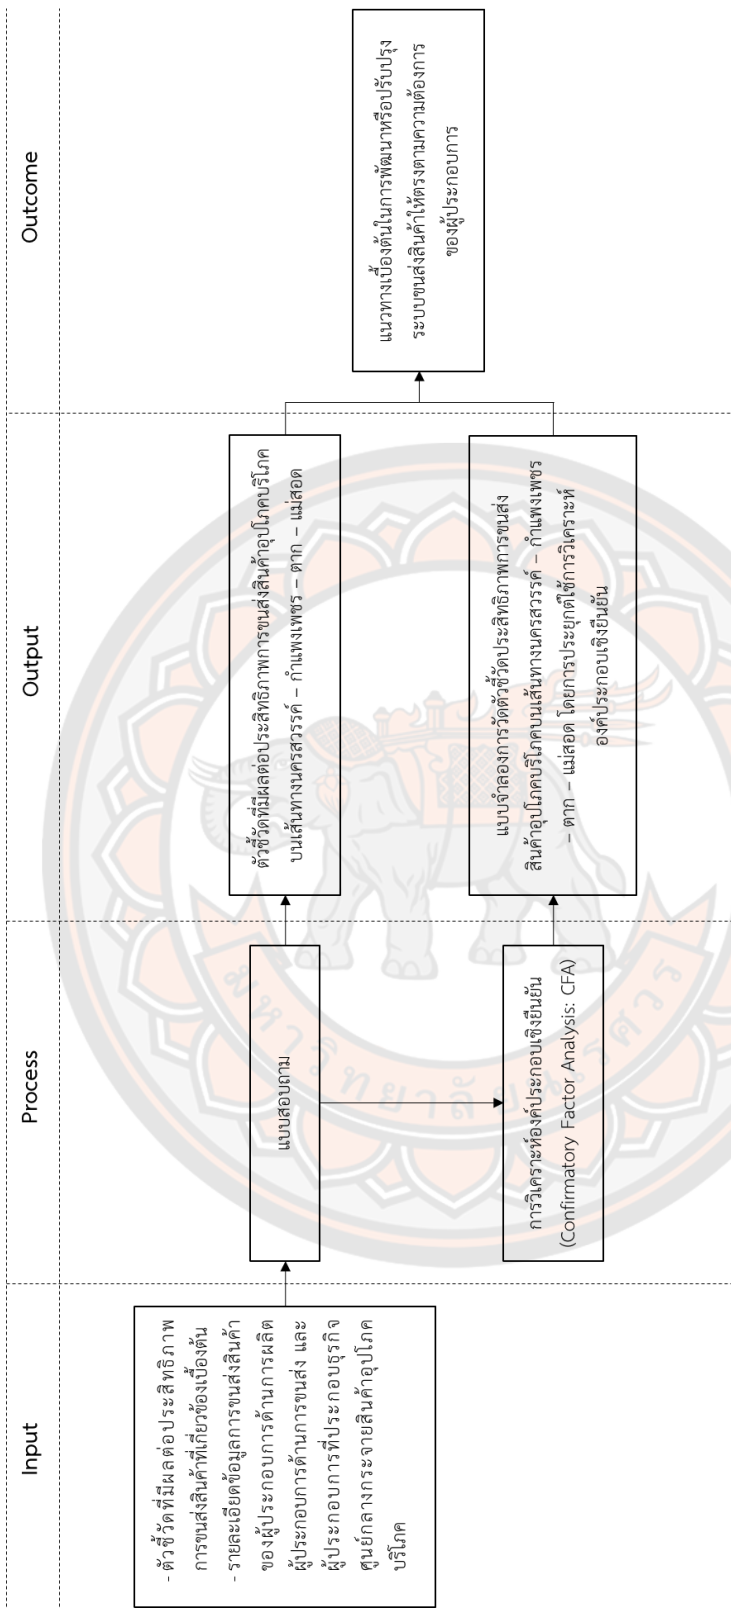 Input
Process
Output
Outcome
- ตัวชี้วัดที่มีผลต่อประสิทธิภาพ
การขนส่งสินค้าที่เกี่ยวข้องเบื้องต้น
- รายละเอียดข้อมูลการขนส่งสินค้า
ของผู้ประกอบการด้านการผลิต
ผู้ประกอบการด้านการขนส่ง และ
ผู้ประกอบการที่ประกอบธุรกิจ
ศูนย์กลางกระจายสินค้าอุปโภค
บริโภค
แบบสอบถาม
การวิเคราะห์องค์ประกอบเชิงยืนยัน
(Confirmatory Factor Analysis: CFA)
ตัวชี้วัดที่มีผลต่อประสิทธิภาพการขนส่งสินค้าอุปโภคบริโภค
บนเส้นทางนครสวรรค์ – กำแพงเพชร – ตาก – แม่สอด
แบบจำลองการวัดตัวชี้วัดประสิทธิภาพการขนส่ง
สินค้าอุปโภคบริโภคบนเส้นทางนครสวรรค์ – กำแพงเพชร
– ตาก – แม่สอด โดยการประยุกต์ใช้การวิเคราะห์
องค์ประกอบเชิงยืนยัน
แนวทางเบื้องต้นในการพัฒนาหรือปรับปรุง
ระบบขนส่งสินค้าให้ตรงตามความต้องการ
ของผู้ประกอบการ
มหาวิทยาลัยนเรศวร